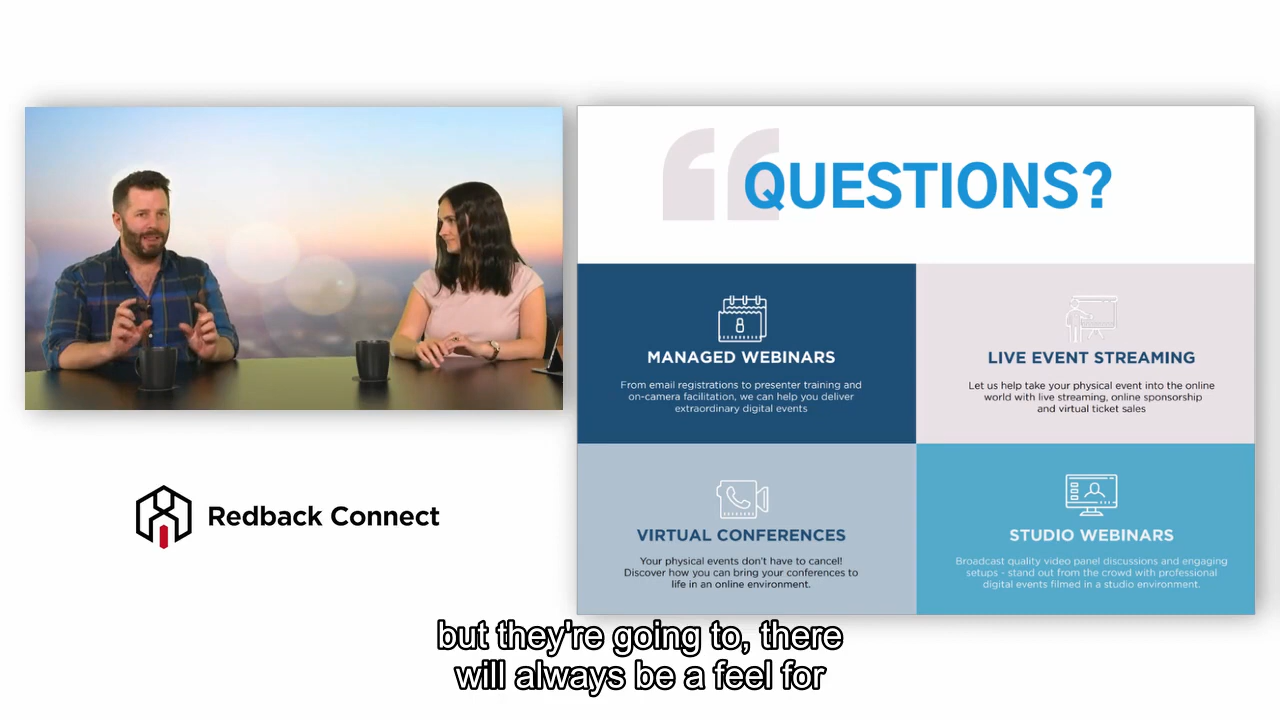 QUESTIONS?
MANAGED WEBINARS
From email registrations to presenter training and
on-camera facilitation, we can help you deliver
extraordinary digital events
LIVE EVENT STREAMING
Let us help take your physical event into the online
world with live streaming, online sponsorship
and virtual ticket sales
VIRTUAL CONFERENCES
Your physical events don't have to cancel!
Discover how you can bring your conferences to
life in an online environment.
STUDIO WEBINARS
Broadcast quality video panel discussions and engaging
setups - stand out from the crowd with professional
digital events filmed in a studio environment.
Redback Connect
but they're going to, there
will always be a feel for